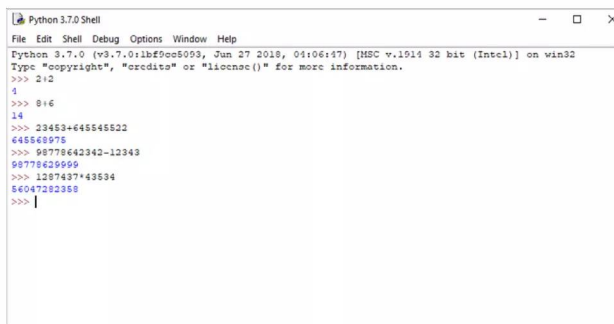 Python 3.7.0 Shell
File Edit Shell Debug Options Window Help
Python 3.7.0 (v3.7.0:1bf9cc5093, Jun 27 2018, 04:06:47) [MSC v.1914 32 bit (Intel)] on win32
Type "copyright", "credits" or "license()" for more information.
>>> 2+2
4
>>> 8+6
14
>>> 23453+645545522
645568975
>>> 98778642342-12343
98778629999
>>> 1287437*43534
56047282358
>>>